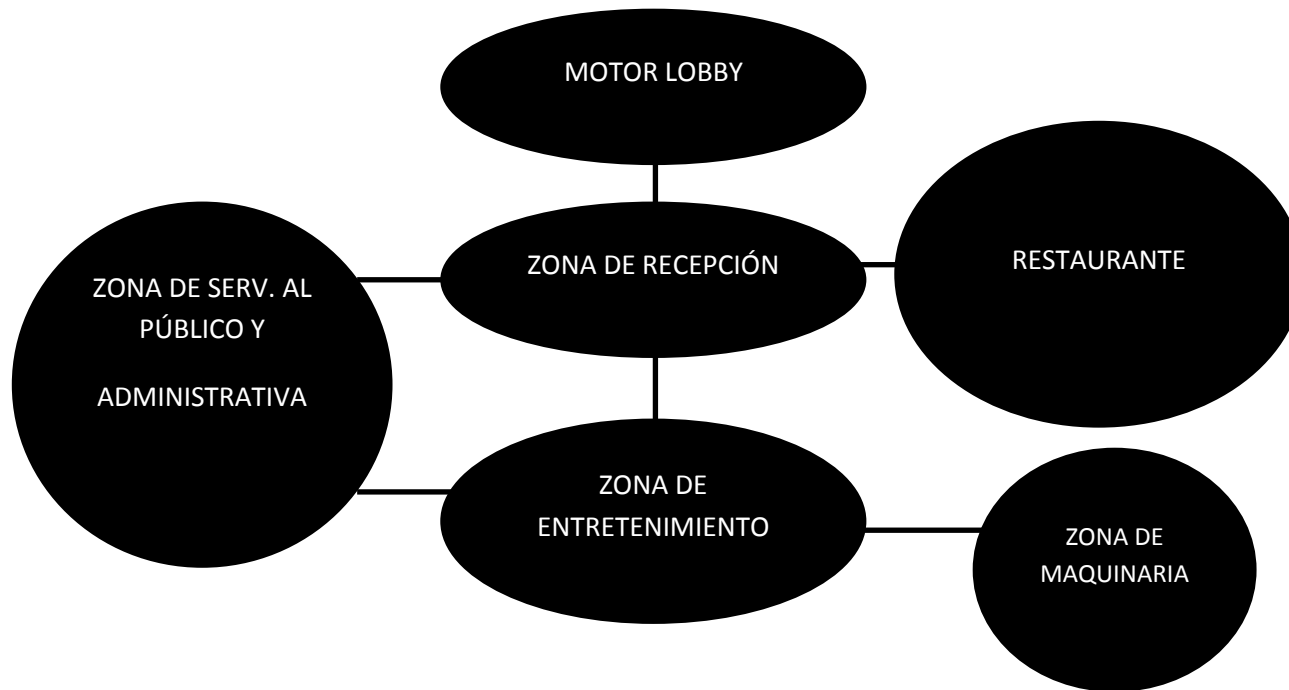 MOTOR LOBBY
ZONA DE RECEPCIÓN
RESTAURANTE
ZONA DE SERV. AL
PÚBLICO Y
ADMINISTRATIVA
ZONA DE
ENTRETENIMIENTO
ZONA DE
MAQUINARIA